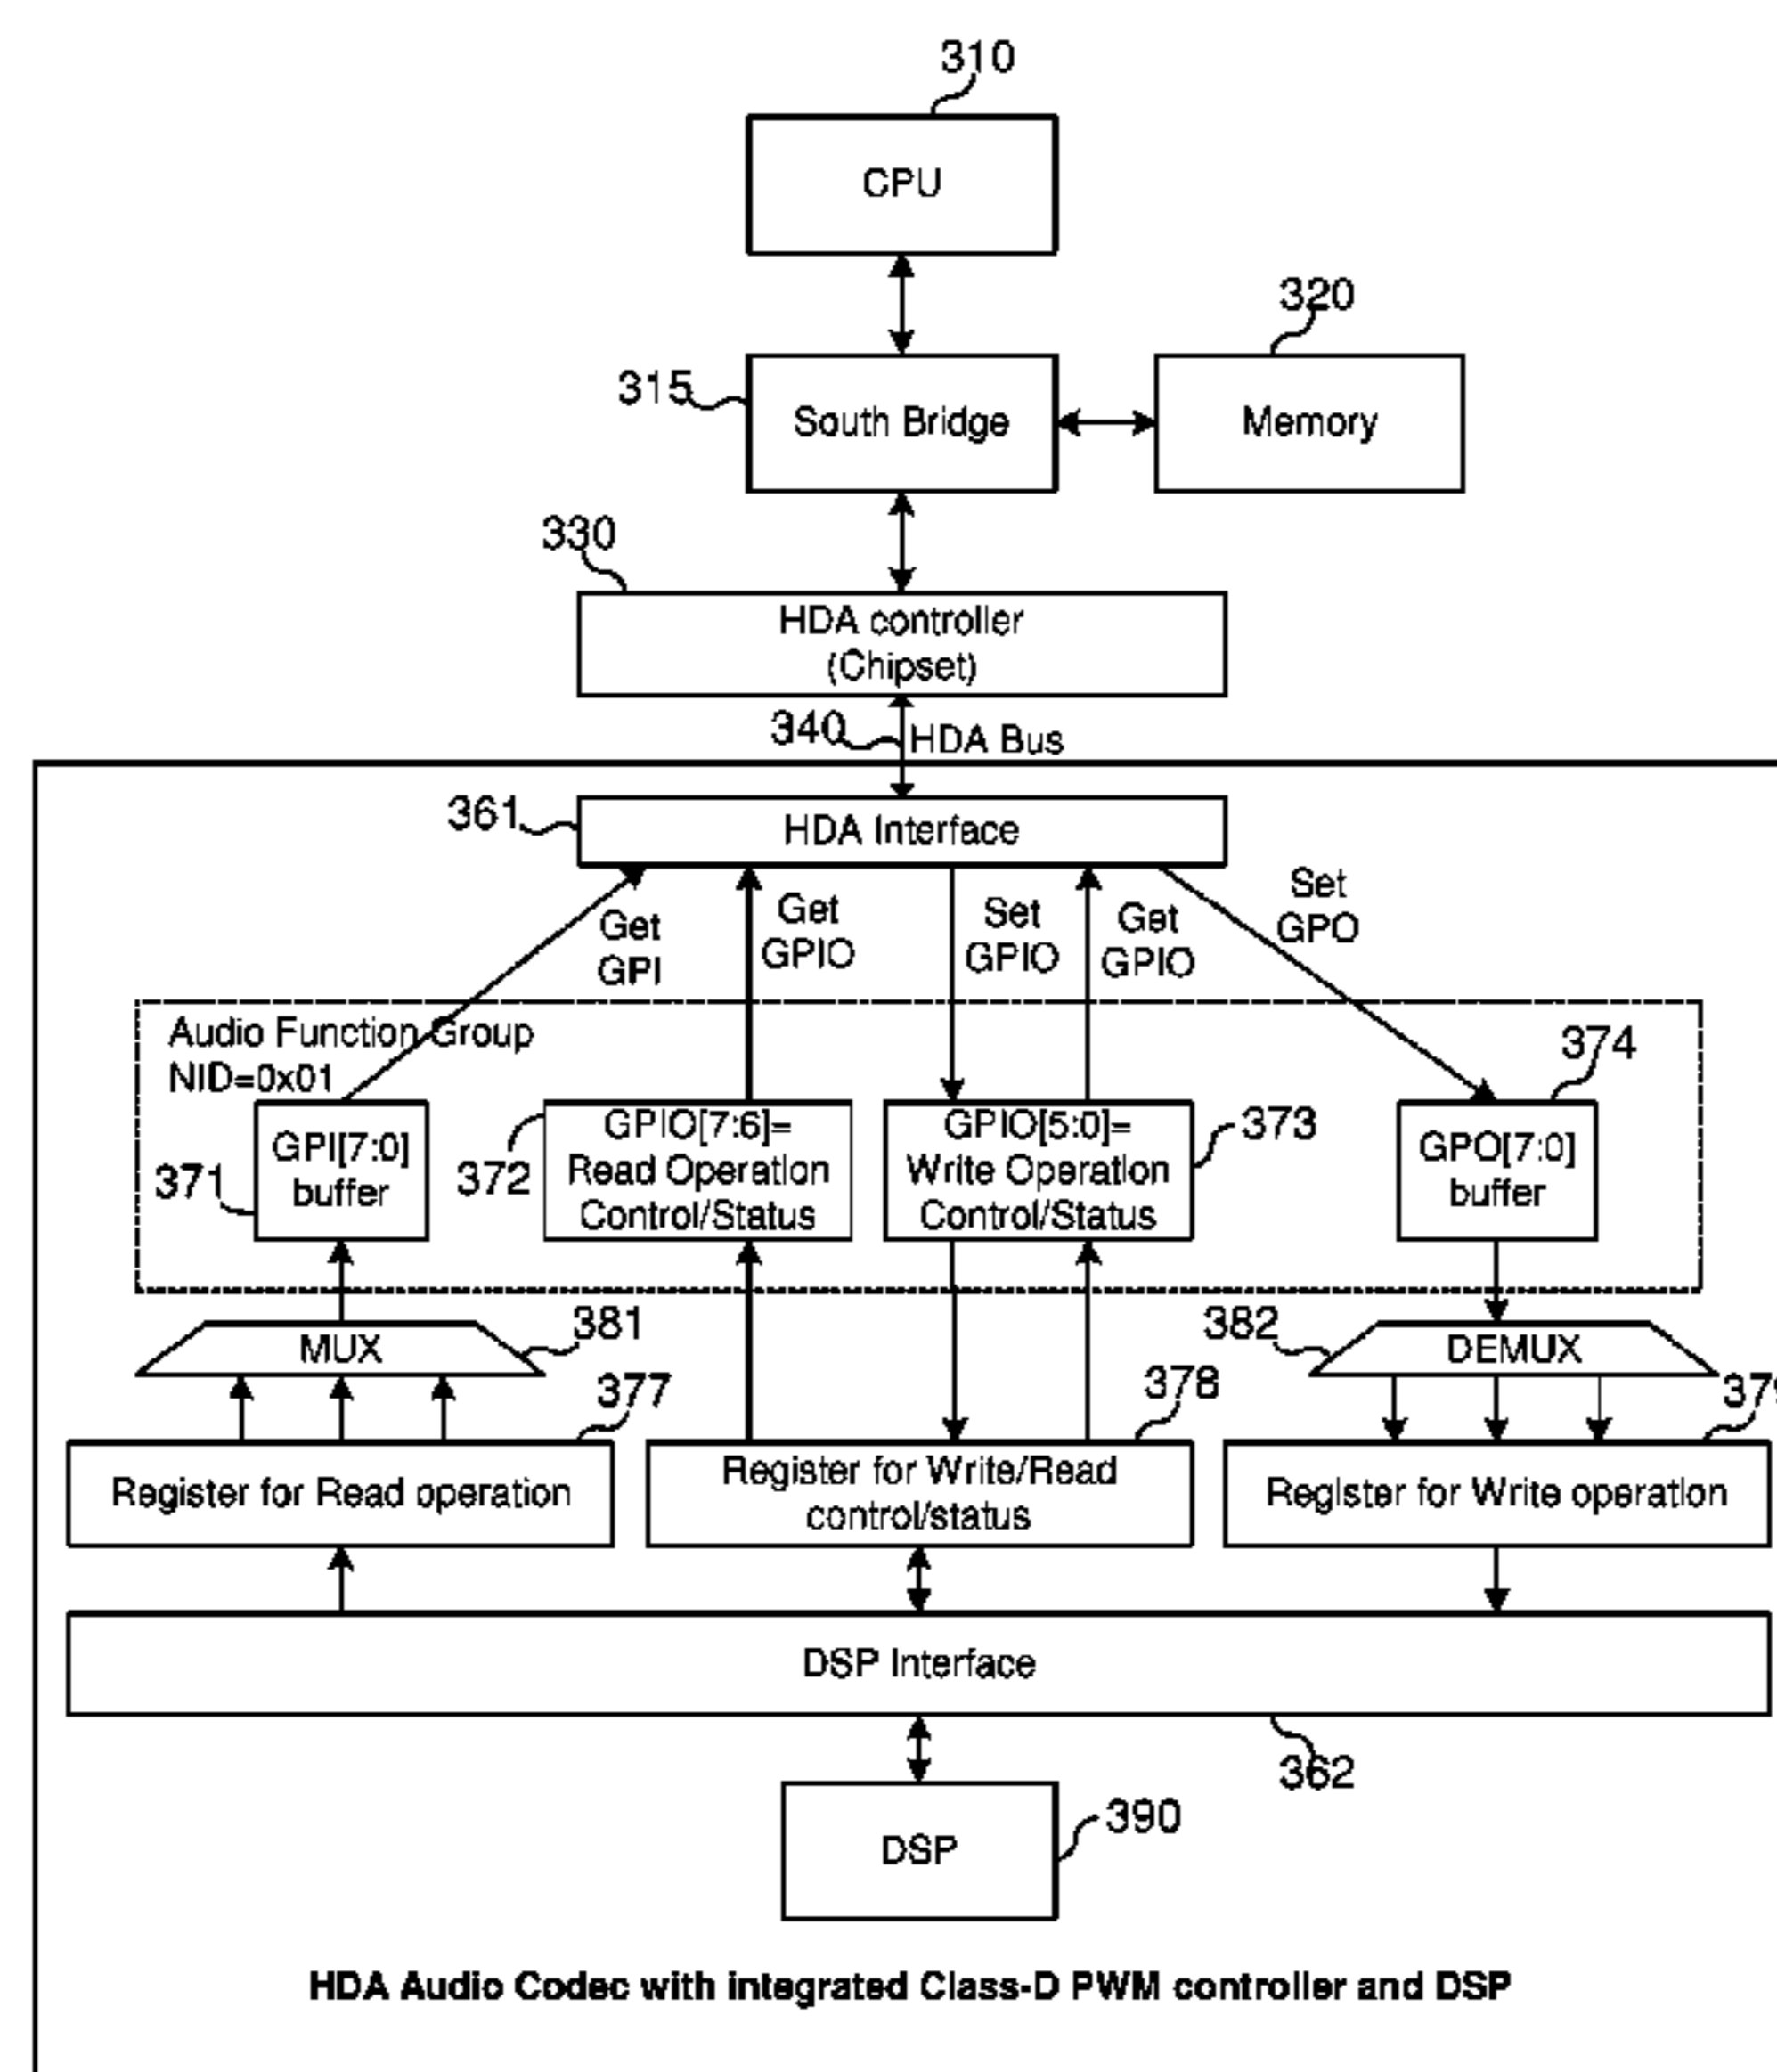 310
CPU
320
315
South Bridge
Memory
330
HDA controller
(Chipset)
340
HDA Bus
361
HDA Interface
Get
GPI
Get
GPIO
Set
GPIO
Get
GPIO
Set
GPO
Audio Function Group
NID=0x01
374
371
GPI[7:0]
buffer
372
GPIO[7:6]=
Read Operation
Control/Status
GPIO[5:0]=
Write Operation
Control/Status
373
GPO[7:0]
buffer
MUX
381
382
DEMUX
377
378
Register for Read operation
Register for Write/Read
control/status
Register for Write operation
DSP Interface
362
DSP
390
HDA Audio Codec with integrated Class-D PWM controller and DSP